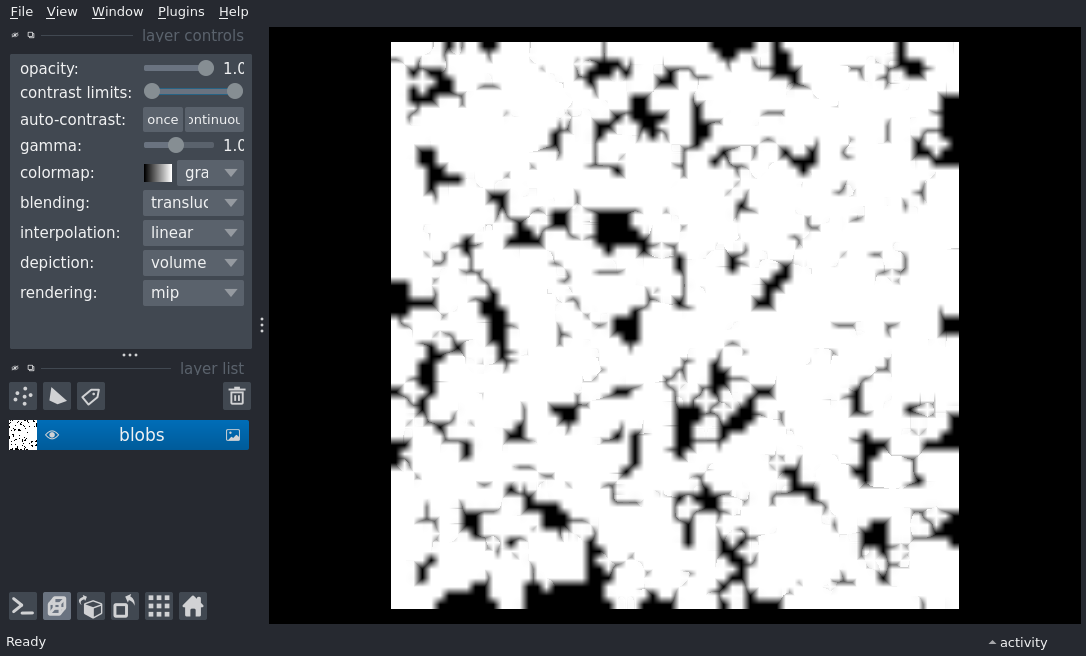 File View Window Plugins Help
layer controls
opacity: 1.0
contrast limits:
auto-contrast: once ontinuou
gamma: 1.0
colormap: gra
blending: transluc
interpolation: linear
depiction: volume
rendering: mip
layer list
blobs
Ready
activity